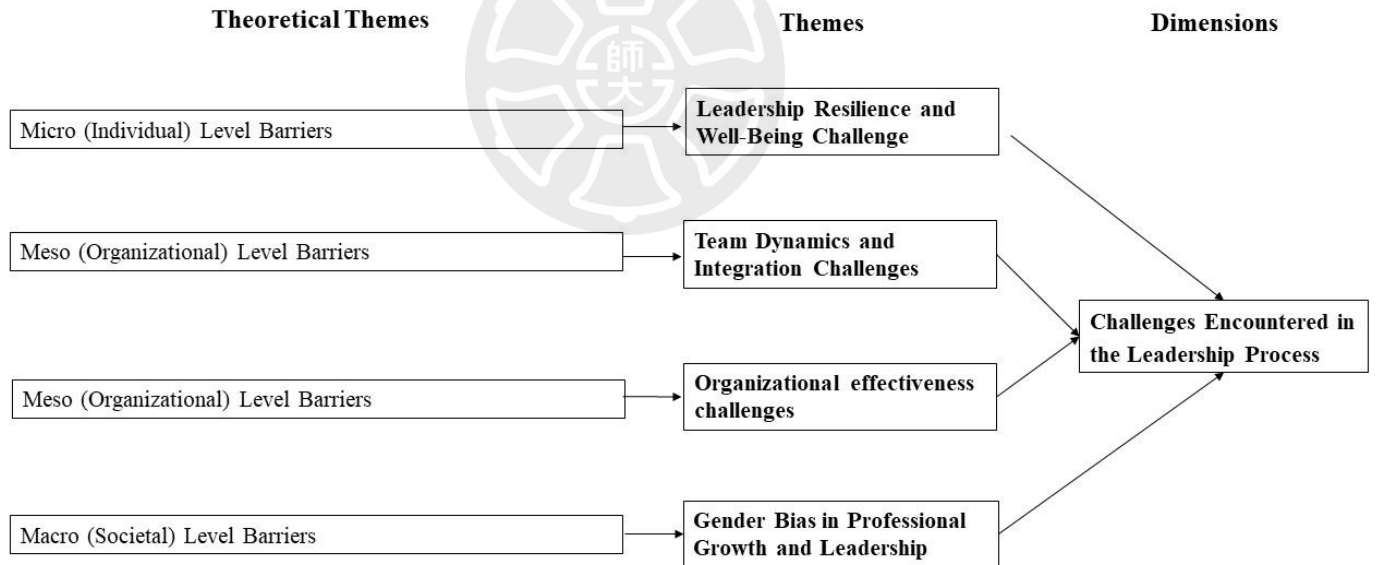 Theoretical Themes
Themes
Dimensions
師
大
Micro (Individual) Level Barriers
Leadership Resilience and
Well-Being Challenge
Meso (Organizational) Level Barriers
Team Dynamics and
Integration Challenges
Challenges Encountered in
the Leadership Process
Meso (Organizational) Level Barriers
Organizational effectiveness
challenges
Macro (Societal) Level Barriers
Gender Bias in Professional
Growth and Leadership